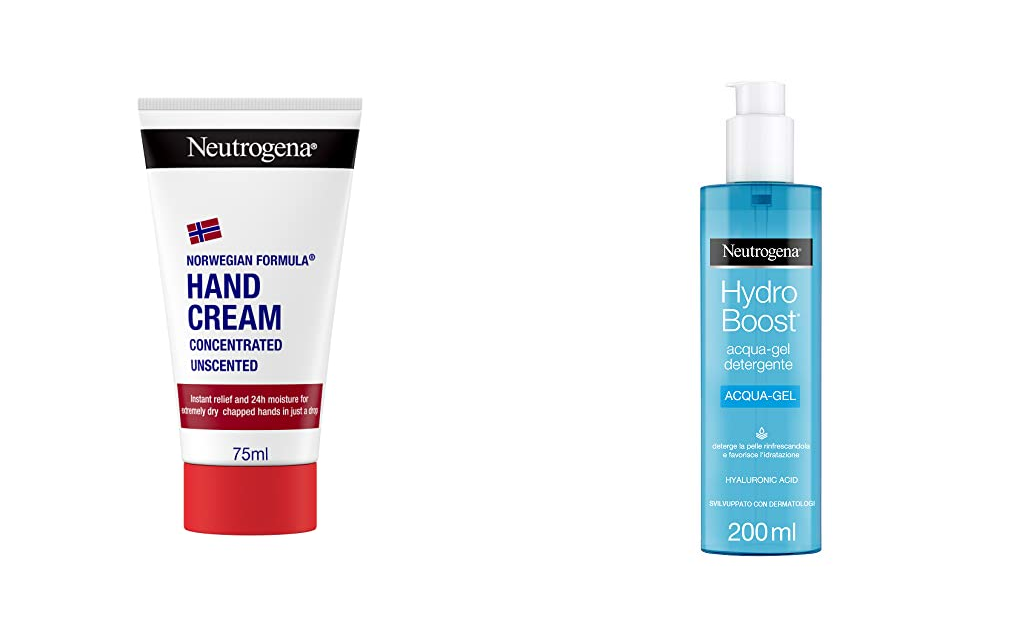 Neutrogena®
NORWEGIAN FORMULA®
HAND
CREAM
CONCENTRATED
UNSCENTED
Instant relief and 24h moisture for
extremely dry chapped hands in just a drop
75ml
Neutrogena®
Hydro
Boost®
acqua-gel
detergente
ACQUA-GEL
deterge la pelle rinfrescandola
e favorisce l'idratazione
HYALURONIC ACID
SVILUPPATO CON DERMATOLOGI
200ml